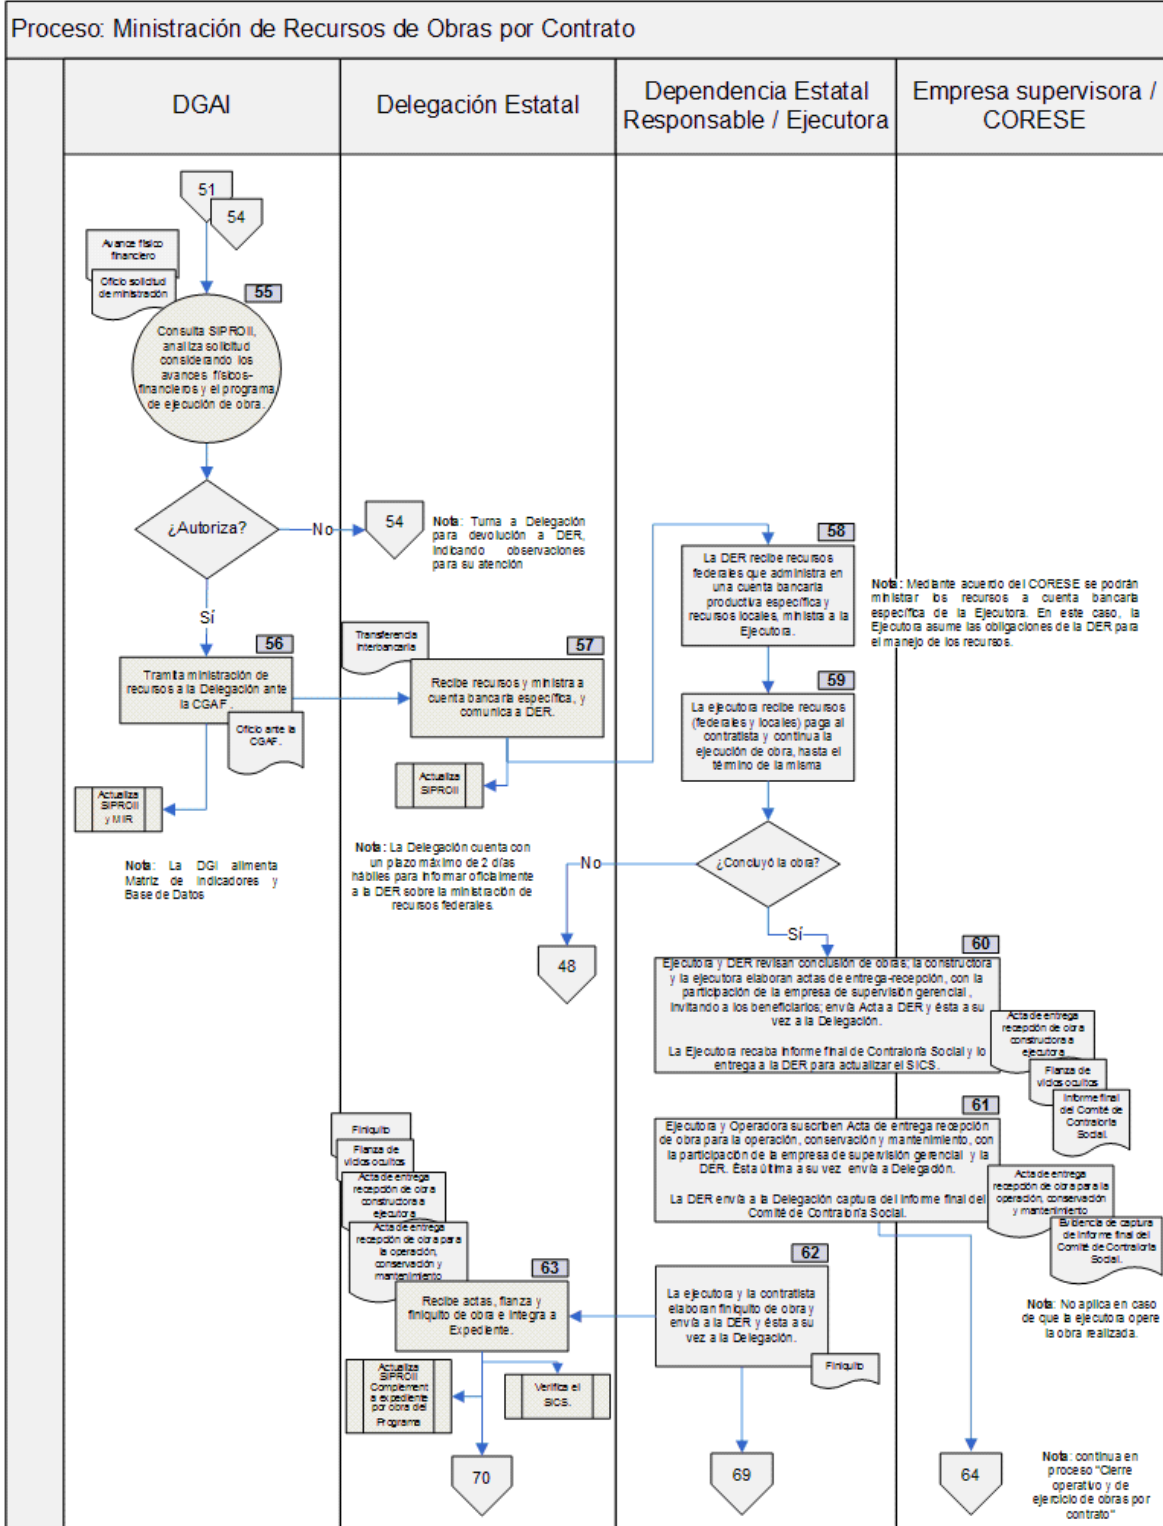 Proceso: Ministración de Recursos de Obras por Contrato
DGAI
Delegación Estatal
Dependencia Estatal
Responsable / Ejecutora
Empresa supervisora /
CORESE
51
54
Avance físico
financiero
Oficio solicitud
de ministración
55
Consulta SIPROII,
analiza solicitud
considerando los
avances físicos-
financieros y el programa
de ejecución de obra.
¿Autoriza?
No
54
Nota: Turna a Delegación
para devolución a DER,
indicando observaciones
para su atención
Sí
56
Tramita ministración de
recursos a la Delegación ante
la CGAF.
Oficio ante la
CGAF.
Actualiza
SIPROII
y MIR
Nota: La DGI alimenta
Matriz de Indicadores y
Base de Datos
Transferencia
Interbancaria
57
Recibe recursos y ministra a
cuenta bancaria específica, y
comunica a DER.
Actualiza
SIPROII
Nota: La Delegación cuenta con
un plazo máximo de 2 días
hábiles para informar oficialmente
a la DER sobre la ministración de
recursos federales.
58
La DER recibe recursos
federales que administra en
una cuenta bancaria
productiva específica y
recursos locales, ministra a la
Ejecutora.
Nota: Mediante acuerdo del CORESE se podrán
ministrar los recursos a cuenta bancaria
específica de la Ejecutora. En este caso, la
Ejecutora asume las obligaciones de la DER para
el manejo de los recursos.
59
La ejecutora recibe recursos
(federales y locales) paga al
contratista y continua la
ejecución de obra, hasta el
término de la misma
¿Concluyó la obra?
No
48
Sí
60
Ejecutora y DER revisan conclusión de obras; la constructora
y la ejecutora elaboran actas de entrega-recepción, con la
participación de la empresa de supervisión gerencial,
invitando a los beneficiarios; envía Acta a DER y ésta a su
vez a la Delegación.
La Ejecutora recaba informe final de Contraloría Social y lo
entrega a la DER para actualizar el SICS.
Acta de entrega
recepción de obra
constructora a
ejecutora
Fianza de
vicios ocultos
Informe final
del Comité de
Contraloría
Social.
61
Ejecutora y Operadora suscriben Acta de entrega recepción
de obra para la operación, conservación y mantenimiento, con
la participación de la empresa de supervisión gerencial y la
DER. Ésta última a su vez envía a Delegación.
La DER envía a la Delegación captura del informe final del
Comité de Contraloría Social.
Acta de entrega
recepción de obra para la
operación, conservación
y mantenimiento
Evidencia de captura
de informe final del
Comité de Contraloría
Social.
Nota: No aplica en caso
de que la ejecutora opere
la obra realizada.
62
La ejecutora y la contratista
elaboran finiquito de obra y
envía a la DER y ésta a su
vez a la Delegación.
Finiquito
Finiquito
Fianza de
vicios ocultos
Acta de entrega
recepción de obra
constructora a
ejecutora
Acta de entrega
recepción de obra para
la operación,
conservación y
mantenimiento
63
Recibe actas, fianza y
finiquito de obra e integra a
Expediente.
Actualiza
SIPROII
Complement
a expediente
por obra del
Programa
Verifica el
SICS.
70
69
64
Nota: continua en
proceso "Cierre
operativo y de
ejercicio de obras por
contrato"